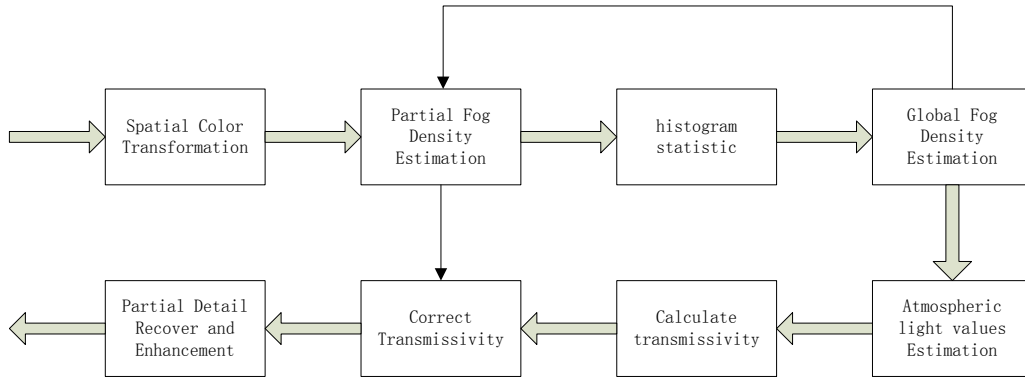 Spatial Color
Transformation
Partial Fog
Density
Estimation
histogram
statistic
Global Fog
Density
Estimation
Partial Detail
Recover and
Enhancement
Correct
Transmissivity
Calculate
transmissivity
Atmospheric
light values
Estimation